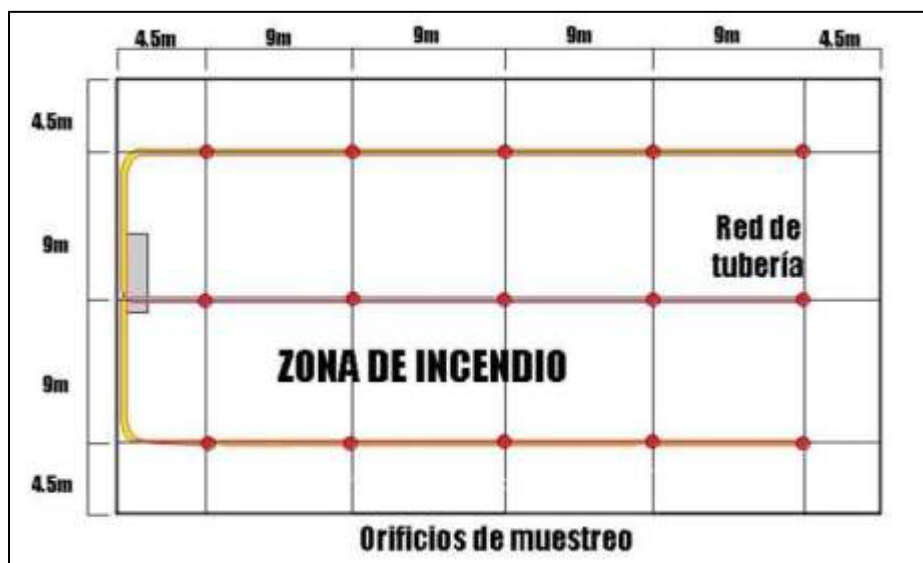 4.5m 9m 9m 9m 9m 4.5m
4.5m
9m
Red de
tubería
ZONA DE INCENDIO
9m
4.5m
Orificios de muestreo